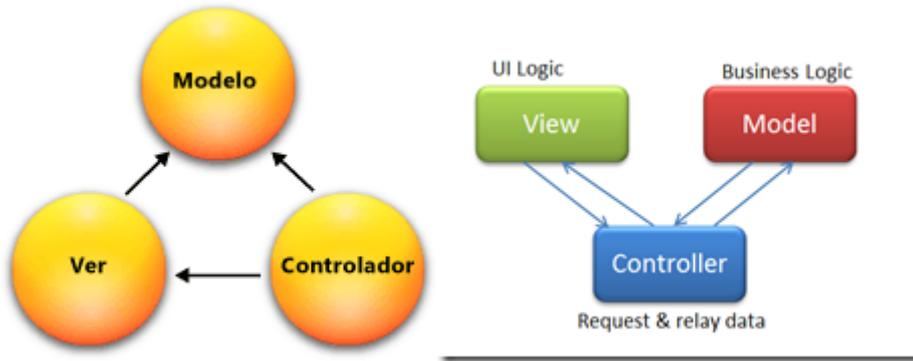 Modelo
Ver
Controlador
UI Logic
Business Logic
View
Model
Controller
Request & relay data